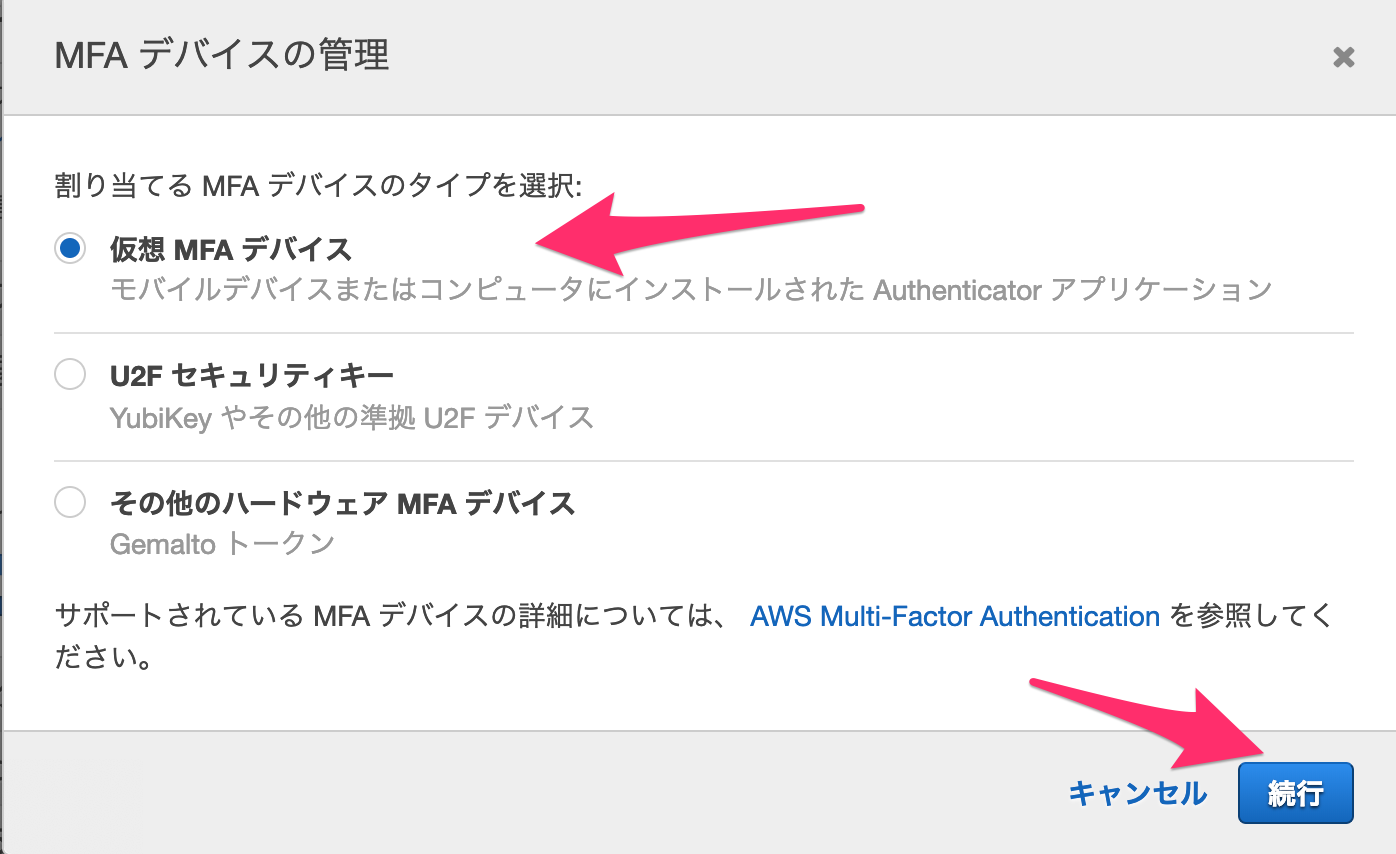 MFA デバイスの管理
割り当てる MFA デバイスのタイプを選択:
仮想 MFA デバイス
モバイルデバイスまたはコンピュータにインストールされた Authenticator アプリケーション
U2F セキュリティキー
YubiKey やその他の準拠 U2F デバイス
その他のハードウェア MFA デバイス
Gemalto トークン
サポートされている MFA デバイスの詳細については、 AWS Multi-Factor Authentication を参照してく
ださい。
キャンセル 続行